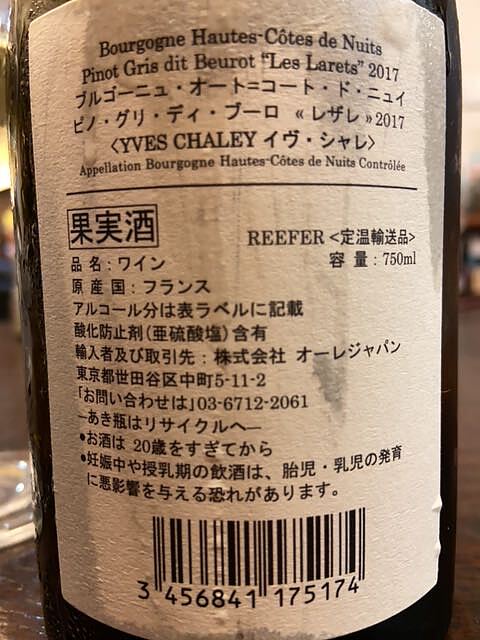 Bourgogne Hautes-Côtes de Nuits
Pinot Gris dit Beurot "Les Larets" 2017
ブルゴーニュ・オート=コート・ド・ニュイ
ピノ・グリ・ディ・ブーロ «レザレ» 2017
<YVES CHALEY イヴ・シャレ>
Appellation Bourgogne Hautes-Côtes de Nuits Contrôlée
果実酒
REEFER <定温輸送品>
品名:ワイン
容量:750ml
原産国:フランス
アルコール分は表ラベルに記載
酸化防止剤(亜硫酸塩)含有
輸入者及び取引先:株式会社 オーレジャパン
東京都世田谷区中町5-11-2
「お問い合わせは」03-6712-2061
―あき瓶はリサイクルへ―
●お酒は 20歳をすぎてから
●妊娠中や授乳期の飲酒は、胎児・乳児の発育
に悪影響を与える恐れがあります。
3 456841 175174